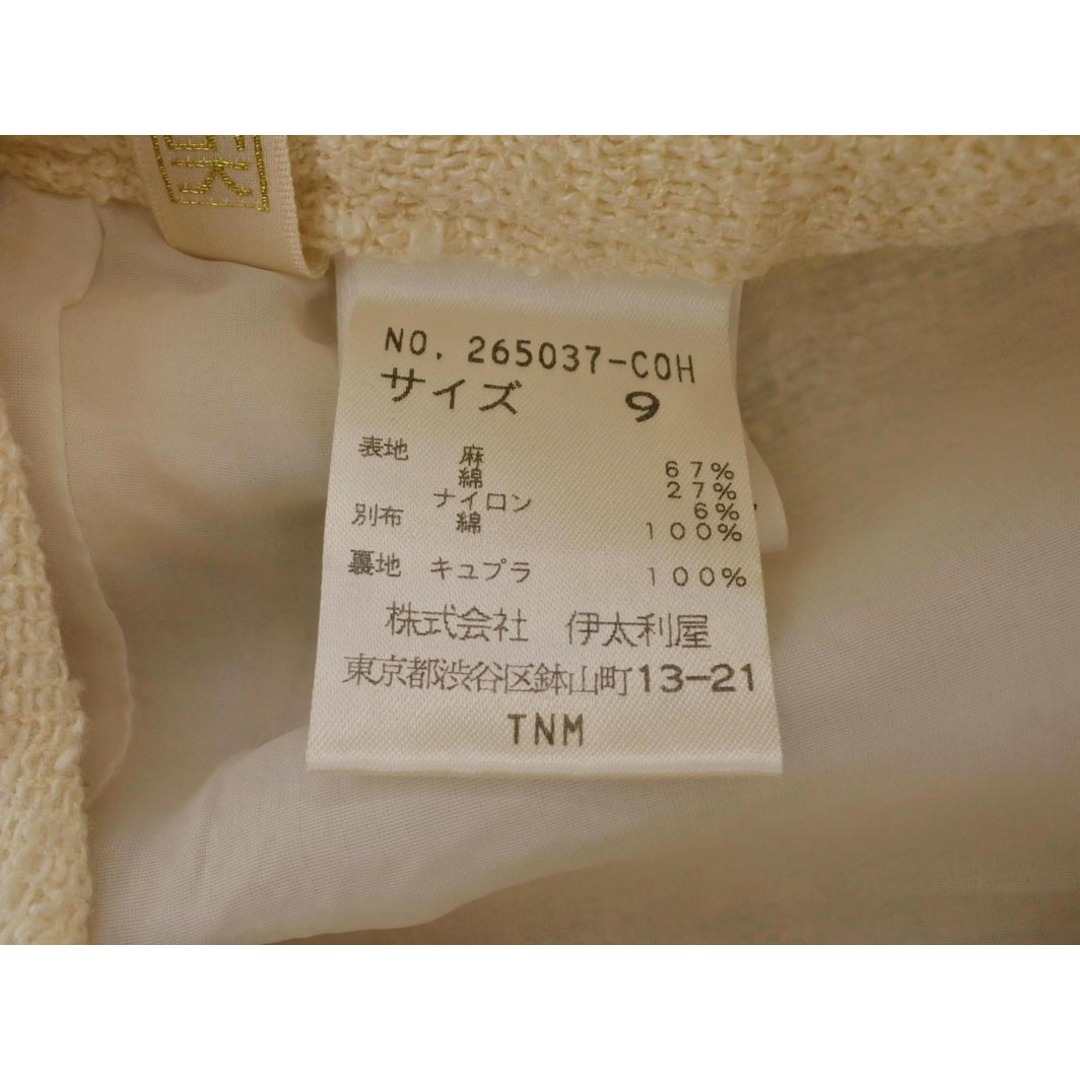 NO. 265037-COH
サイズ 9
表地 麻 67%
綿 27%
ナイロン 6%
別布 綿 100%
裏地 キュプラ 100%
株式会社 伊太利屋
東京都渋谷区鉢山町13-21
TNM